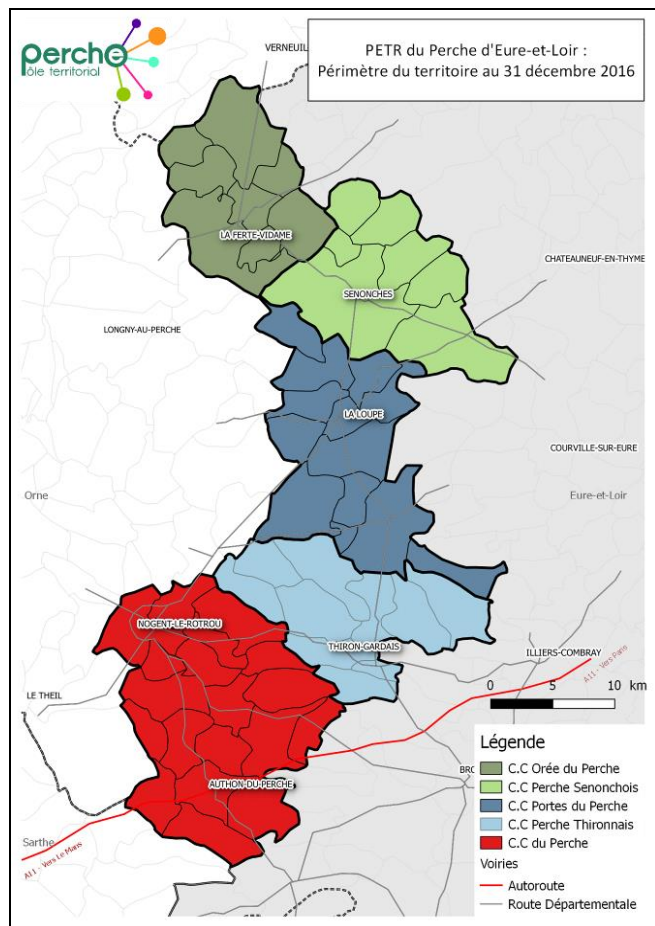 perche
pôle territorial
PETR du Perche d'Eure-et-Loir :
Périmètre du territoire au 31 décembre 2016
VERNEUIL
LA FERTE-VIDAME
CHATEAUNEUF-EN-THYME
SENONCHES
LONGNY-AU-PERCHE
LA LOUPE
COURVILLE-SUR-EURE
Orne
Eure-et-Loir
NOGENT-LE-ROTROU
THIRON-GARDAIS
ILLIERS-COMBRAY
A11 - Vers Paris
LE THEIL
0 5 10 km
AUTHON-DU-PERCHE
BRO
Sarthe
A11 - Vers Le Mans
Légende
C.C Orée du Perche
C.C Perche Senonchois
C.C Portes du Perche
C.C Perche Thironnais
C.C du Perche
Voiries
Autoroute
Route Départementale